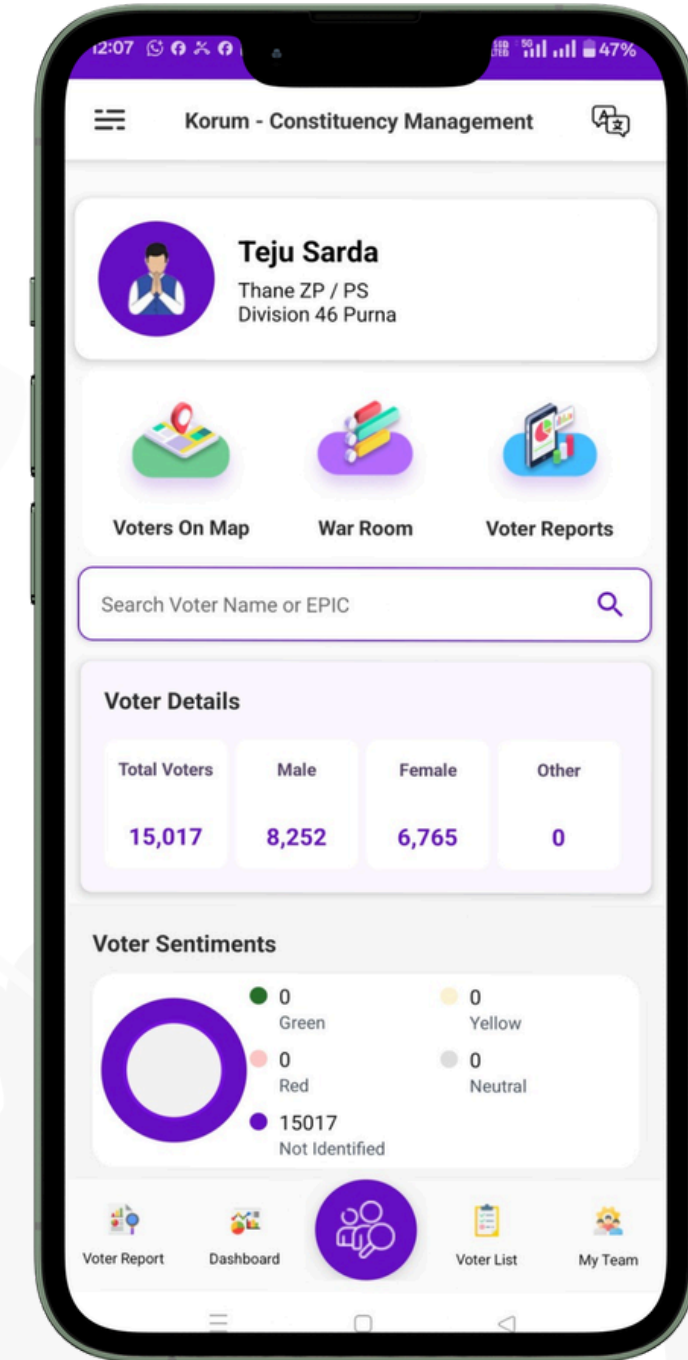 12:07
47%
Korum - Constituency Management
Teju Sarda
Thane ZP / PS
Division 46 Purna
Voters On Map
War Room
Voter Reports
Search Voter Name or EPIC
Voter Details
Total Voters Male Female Other
15,017 8,252 6,765 0
Voter Sentiments
0 0
Green Yellow
0 0
Red Neutral
15017
Not Identified
Voter Report
Dashboard
Voter List
My Team